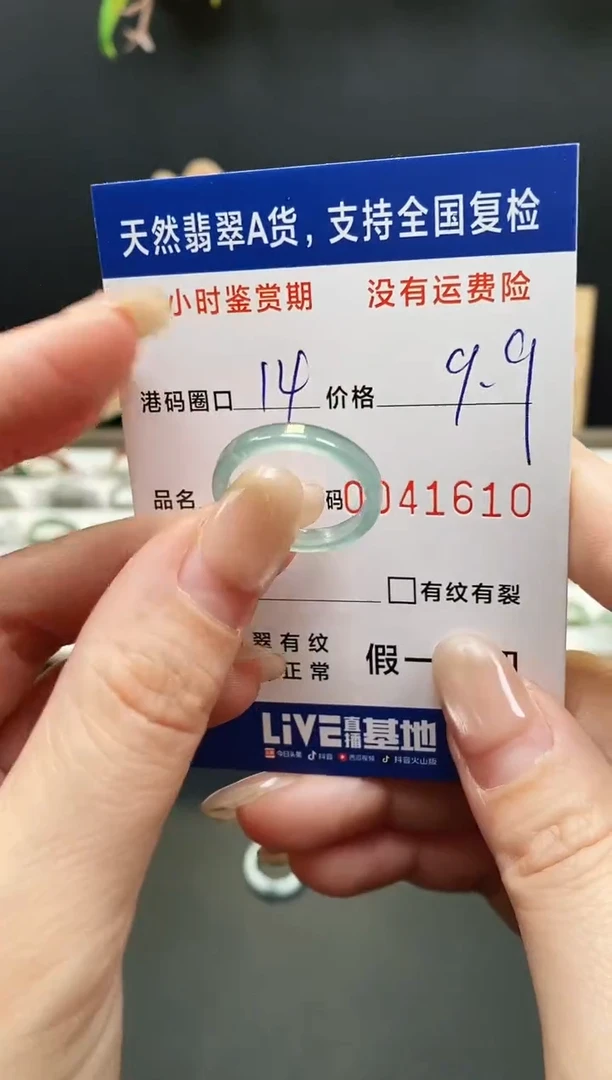 天然翡翠A货，支持全国复检
小时鉴赏期 没有运费险
港码圈口 14 价格 9.9
品名 码 0041610
□有纹有裂
翠有纹
正常 假一
LiVE直播基地
今日头条 抖音 西瓜视频 抖音火山版